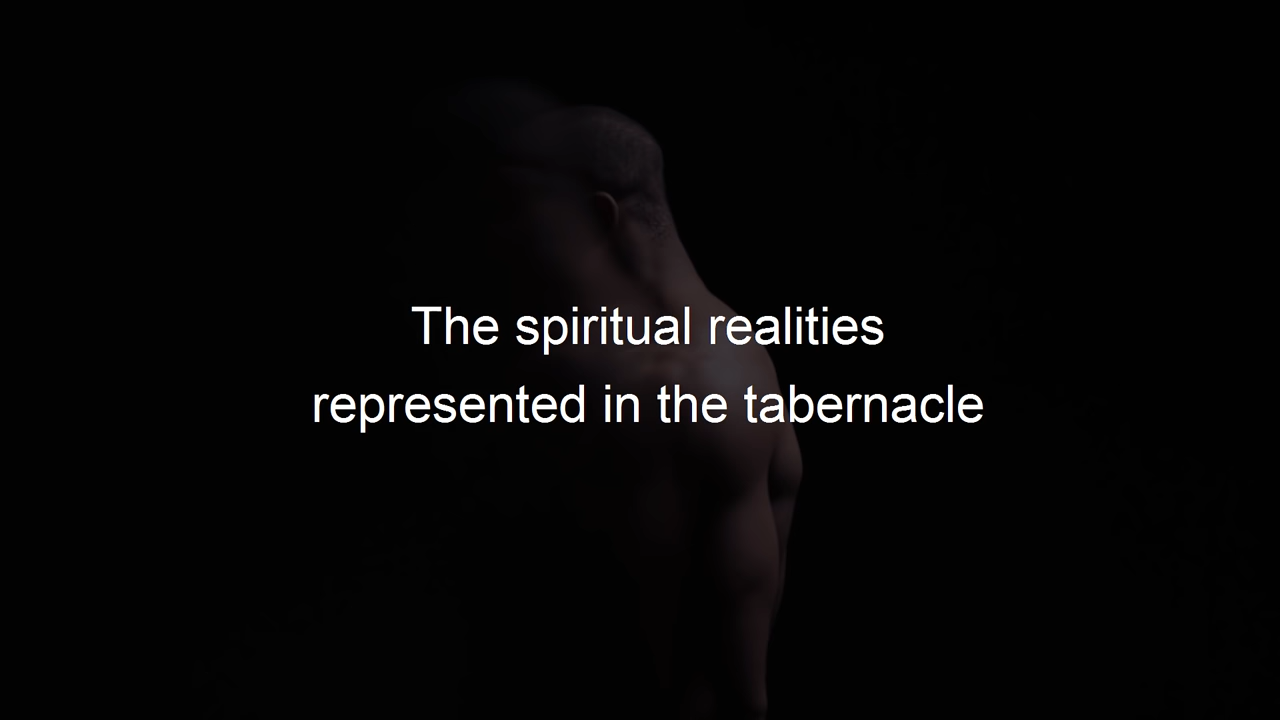 The spiritual realities
represented in the tabernacle